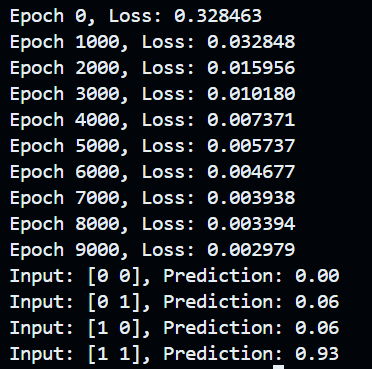 Epoch 0, Loss: 0.328463
Epoch 1000, Loss: 0.032848
Epoch 2000, Loss: 0.015956
Epoch 3000, Loss: 0.010180
Epoch 4000, Loss: 0.007371
Epoch 5000, Loss: 0.005737
Epoch 6000, Loss: 0.004677
Epoch 7000, Loss: 0.003938
Epoch 8000, Loss: 0.003394
Epoch 9000, Loss: 0.002979
Input: [0 0], Prediction: 0.00
Input: [0 1], Prediction: 0.06
Input: [1 0], Prediction: 0.06
Input: [1 1], Prediction: 0.93